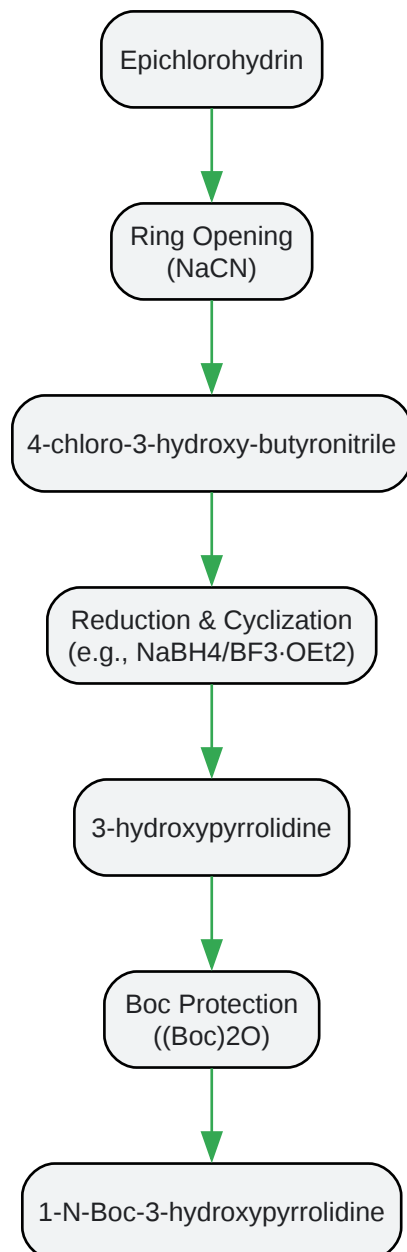 Epichlorohydrin
Ring Opening
(NaCN)
4-chloro-3-hydroxy-butyronitrile
Reduction & Cyclization
(e.g., NaBH4/BF3·OEt2)
3-hydroxypyrrolidine
Boc Protection
((Boc)2O)
1-N-Boc-3-hydroxypyrrolidine